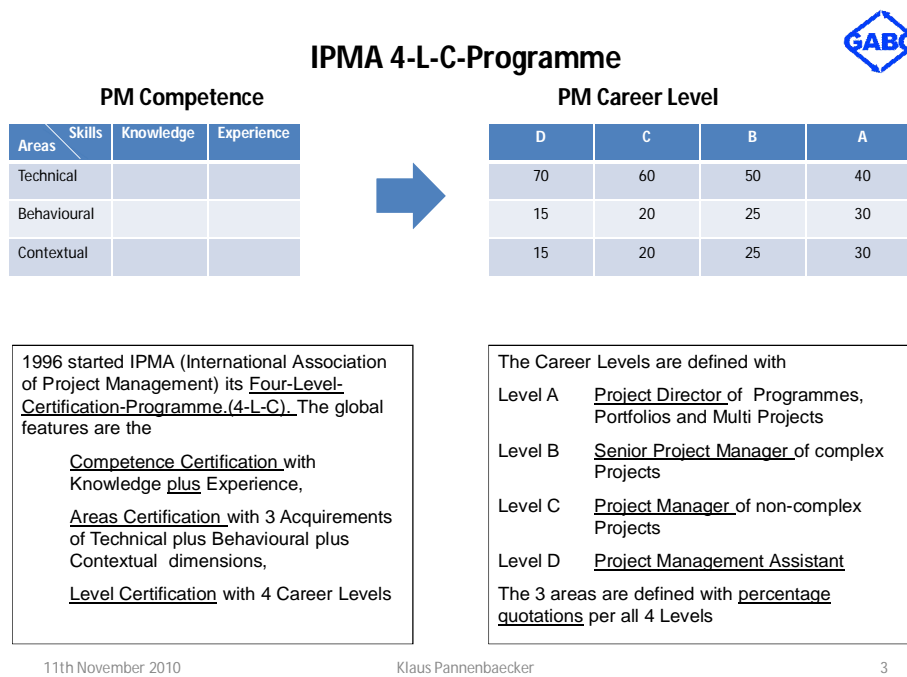 GABO
IPMA 4-L-C-Programme
PM Competence
Skills Knowledge Experience
Areas
Technical
Behavioural
Contextual
PM Career Level
D C B A
70 60 50 40
15 20 25 30
15 20 25 30
1996 started IPMA (International Association
of Project Management) its Four-Level-
Certification-Programme.(4-L-C). The global
features are the
Competence Certification with
Knowledge plus Experience,
Areas Certification with 3 Acquirements
of Technical plus Behavioural plus
Contextual dimensions,
Level Certification with 4 Career Levels
The Career Levels are defined with
Level A Project Director of Programmes,
Portfolios and Multi Projects
Level B Senior Project Manager of complex
Projects
Level C Project Manager of non-complex
Projects
Level D Project Management Assistant
The 3 areas are defined with percentage
quotations per all 4 Levels
11th November 2010 Klaus Pannenbaecker 3